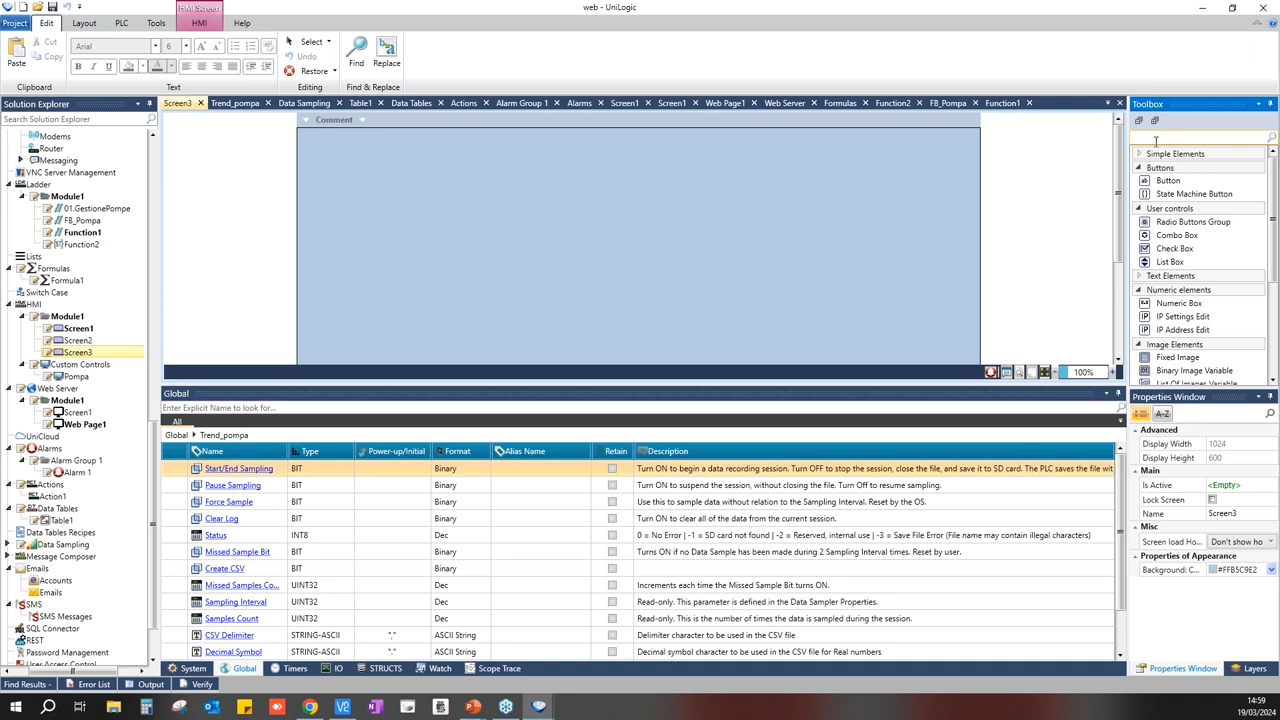 HMI Screen
web - UniLogic
Project Edit Layout PLC Tools HMI Help
Paste
Cut
Copy
Clipboard
Arial 6
Text
Select
Undo
Restore
Editing
Find Replace
Find & Replace
Solution Explorer
Search Solution Explorer
Modems
Router
Messaging
VNC Server Management
Ladder
Module1
01.GestionePompe
FB_Pompa
Function1
Function2
Lists
Formulas
Formula1
Switch Case
HMI
Module1
Screen1
Screen2
Screen3
Custom Controls
Pompa
Web Server
Module1
Screen1
Web Page1
UniCloud
Alarms
Alarm Group 1
Alarm 1
Actions
Action1
Data Tables
Table1
Data Tables Recipes
Data Sampling
Message Composer
Emails
Accounts
Emails
SMS
SMS Messages
SQL Connector
REST
Password Management
Screen3 Trend_pompa Data Sampling Table1 Data Tables Actions Alarm Group 1 Alarms Screen1 Screen1 Web Page1 Web Server Formulas Function2 FB_Pompa Function1
Comment
100%
Global
Enter Explicit Name to look for...
All
Global Trend_pompa
Name Type Power-up/Initial Format Alias Name Retain Description
Start/End Sampling BIT Binary Turn ON to begin a data recording session. Turn OFF to stop the session, close the file, and save it to SD card. The PLC saves the file wit
Pause Sampling BIT Binary Turn ON to suspend the session, without closing the file. Turn Off to resume sampling.
Force Sample BIT Binary Use this to sample data without relation to the Sampling Interval. Reset by the OS.
Clear Log BIT Binary Turn ON to clear all of the data from the current session.
Status INT8 Dec 0 = No Error | -1 = SD card not found | -2 = Reserved, internal use | -3 = Save File Error (File name may contain illegal characters)
Missed Sample Bit BIT Binary Turns ON if no Data Sample has been made during 2 Sampling Interval times. Reset by user.
Create CSV BIT Binary
Missed Samples Co... UINT32 Dec Increments each time the Missed Sample Bit turns ON.
Sampling Interval UINT32 Dec Read-only. This parameter is defined in the Data Sampler Properties.
Samples Count UINT32 Dec Read-only. This is the number of times the data is sampled during the session.
CSV Delimiter STRING-ASCII "," ASCII String Delimiter character to be used in the CSV file
Decimal Symbol STRING-ASCII "." ASCII String Decimal symbol character to be used in the CSV file for Real numbers
System Global Timers IO STRUCTS Watch Scope Trace
Toolbox
Simple Elements
Buttons
Button
State Machine Button
User controls
Radio Buttons Group
Combo Box
Check Box
List Box
Text Elements
Numeric elements
Numeric Box
IP Settings Edit
IP Address Edit
Image Elements
Fixed Image
Binary Image Variable
List Of Images Variable
Properties Window
Advanced
Display Width 1024
Display Height 600
Main
Is Active <Empty>
Lock Screen
Name Screen3
Misc
Screen load Ho... Don't show ho
Properties of Appearance
Background: C... #FFB5C9E2
Properties Window Layers
Find Results - Error List Output Verify
14:59
19/03/2024